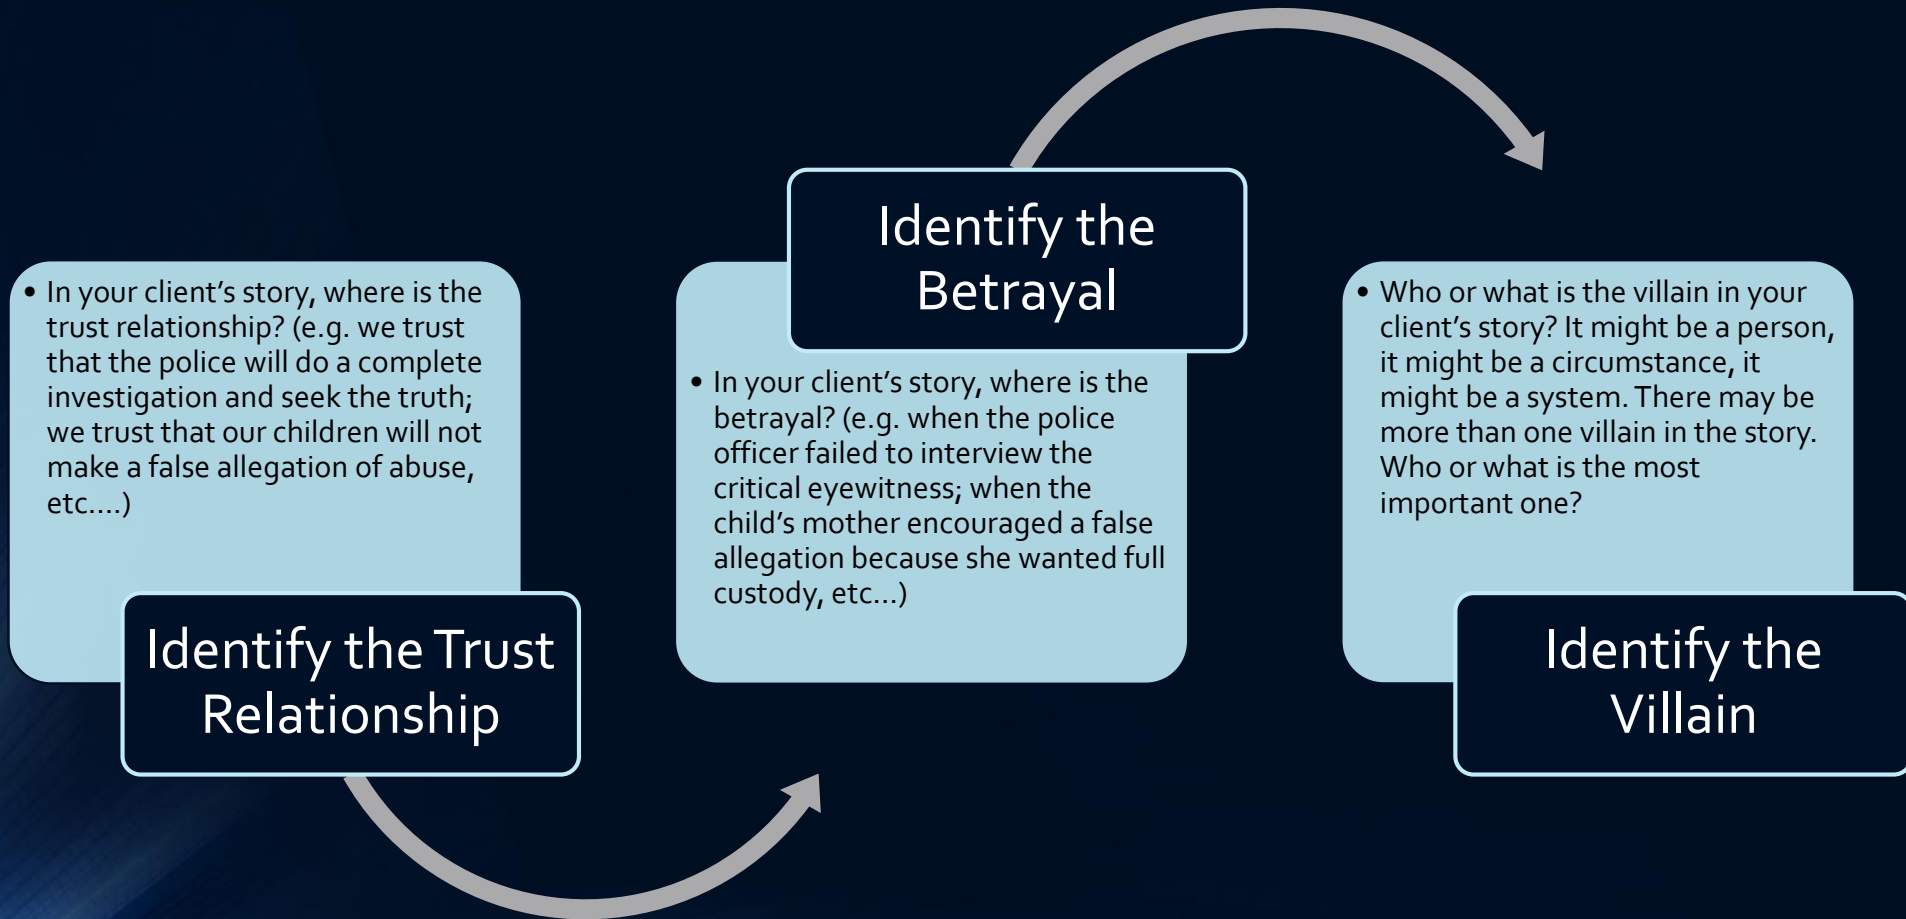 • In your client’s story, where is the
trust relationship? (e.g. we trust
that the police will do a complete
investigation and seek the truth;
we trust that our children will not
make a false allegation of abuse,
etc....)
Identify the Trust
Relationship
Identify the
Betrayal
• In your client’s story, where is the
betrayal? (e.g. when the police
officer failed to interview the
critical eyewitness; when the
child’s mother encouraged a false
allegation because she wanted full
custody, etc...)
• Who or what is the villain in your
client’s story? It might be a person,
it might be a circumstance, it
might be a system. There may be
more than one villain in the story.
Who or what is the most
important one?
Identify the
Villain